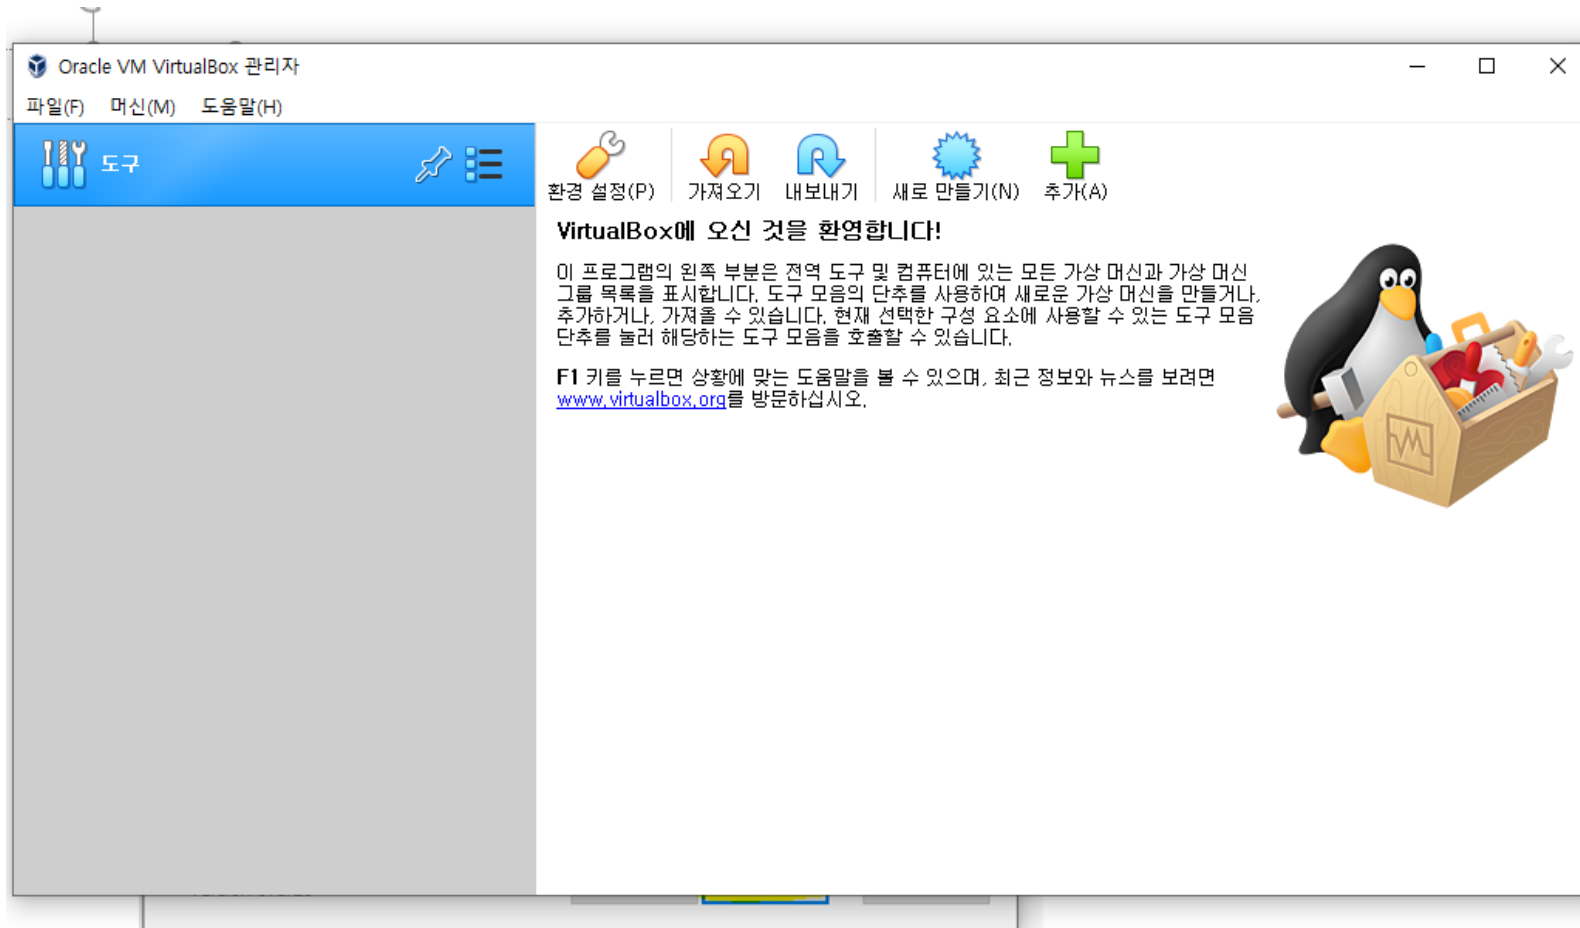 Oracle VM VirtualBox 관리자
파일(F) 머신(M) 도움말(H)
도구
환경 설정(P) 가져오기 내보내기 새로 만들기(N) 추가(A)
VirtualBox에 오신 것을 환영합니다!
이 프로그램의 왼쪽 부분은 전역 도구 및 컴퓨터에 있는 모든 가상 머신과 가상 머신
그룹 목록을 표시합니다. 도구 모음의 단추를 사용하여 새로운 가상 머신을 만들거나,
추가하거나, 가져올 수 있습니다. 현재 선택한 구성 요소에 사용할 수 있는 도구 모음
단추를 눌러 해당하는 도구 모음을 호출할 수 있습니다.
F1 키를 누르면 상황에 맞는 도움말을 볼 수 있으며, 최근 정보와 뉴스를 보려면
www.virtualbox.org를 방문하십시오.